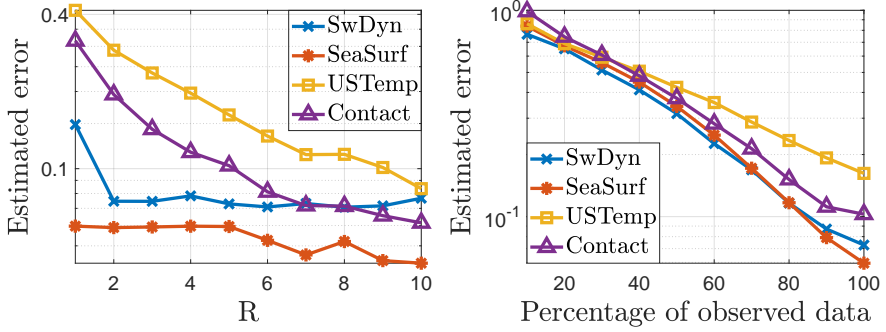 Estimated error
0.4
0.1
2
4
6
8
10
R
SwDyn
SeaSurf
USTemp
Contact
Estimated error
10^0
10^-1
20
40
60
80
100
Percentage of observed data
SwDyn
SeaSurf
USTemp
Contact